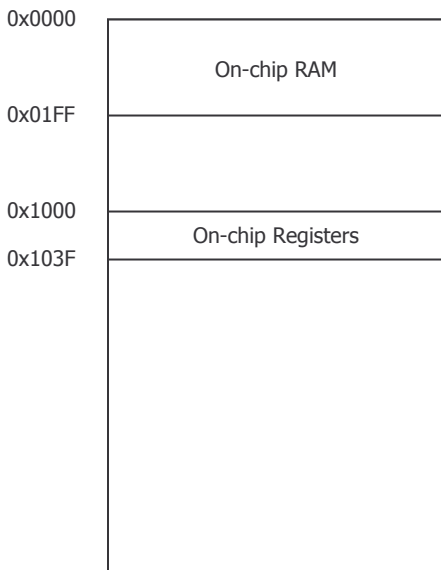 0x0000
On-chip RAM
0x01FF
0x1000
On-chip Registers
0x103F